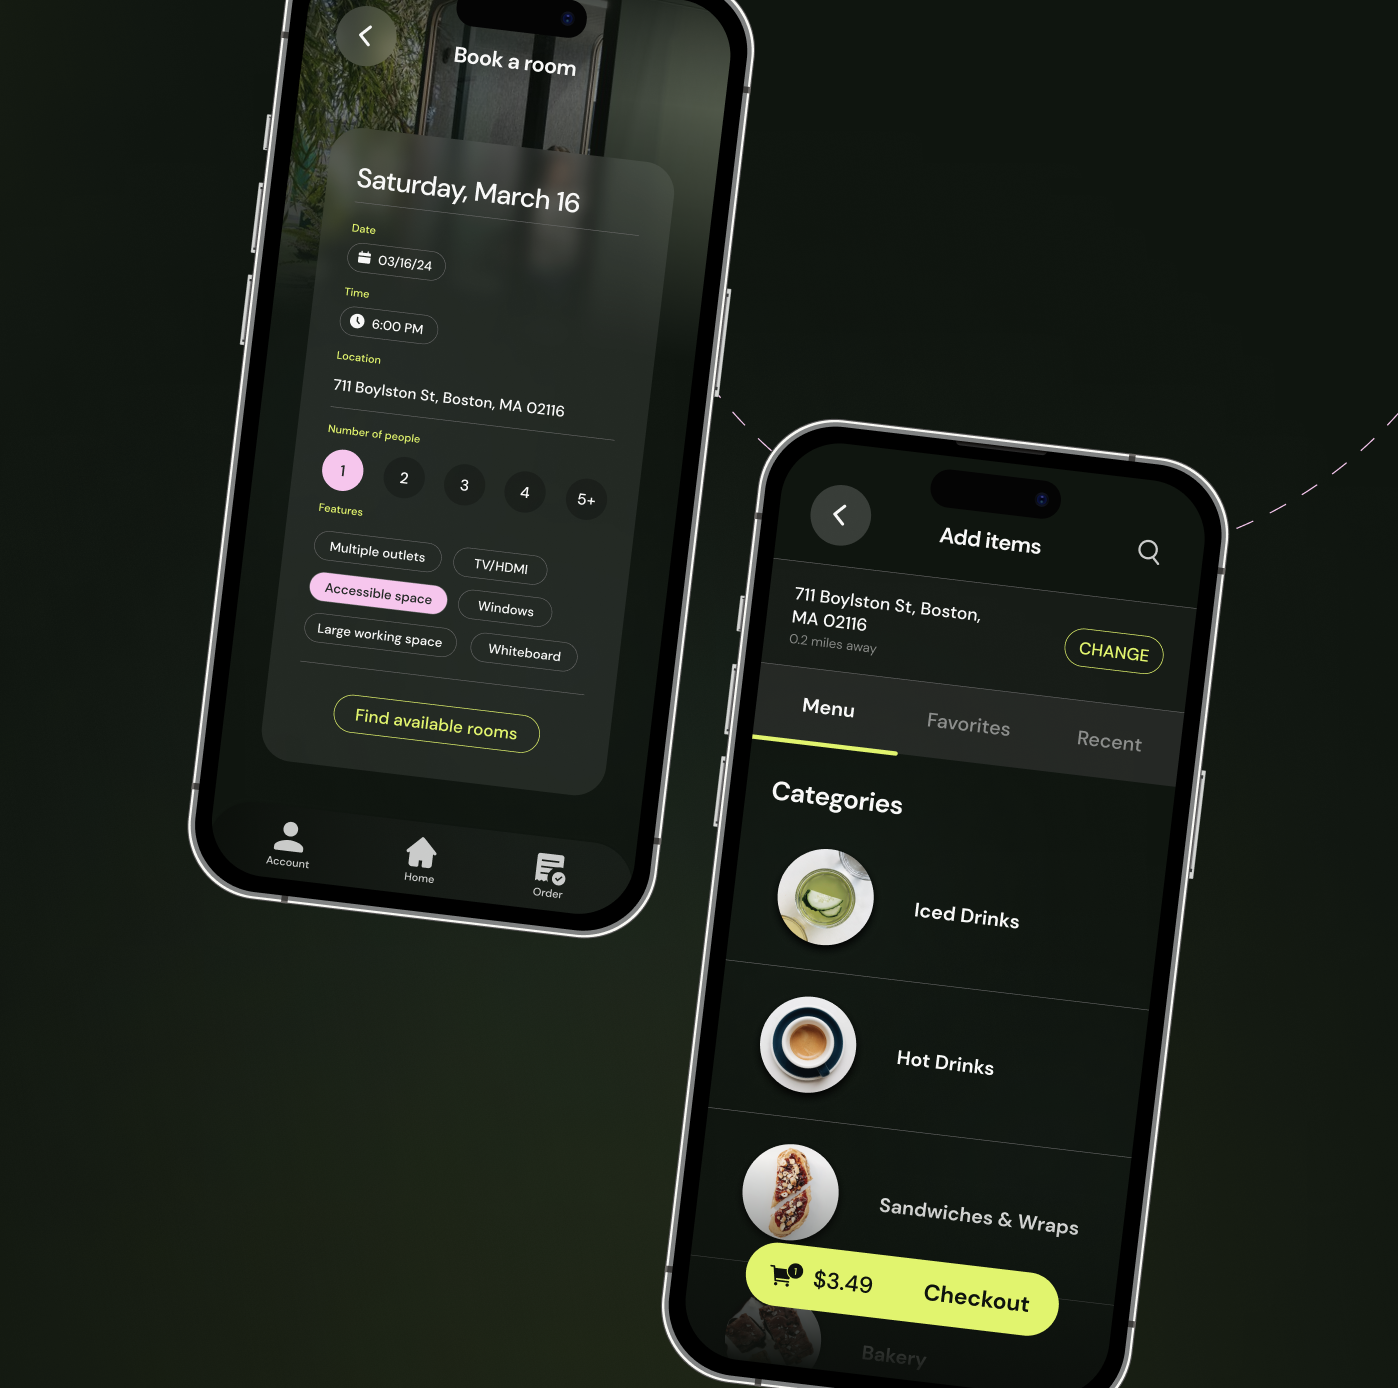 Book a room
Saturday, March 16
Date
03/16/24
Time
6:00 PM
Location
711 Boylston St, Boston, MA 02116
Number of people
1 2 3 4 5+
Features
Multiple outlets TV/HDMI
Accessible space Windows
Large working space Whiteboard
Find available rooms
Account Home Order
Add items
711 Boylston St, Boston,
MA 02116
0.2 miles away
CHANGE
Menu Favorites Recent
Categories
Iced Drinks
Hot Drinks
Sandwiches & Wraps
1 $3.49 Checkout
Bakery